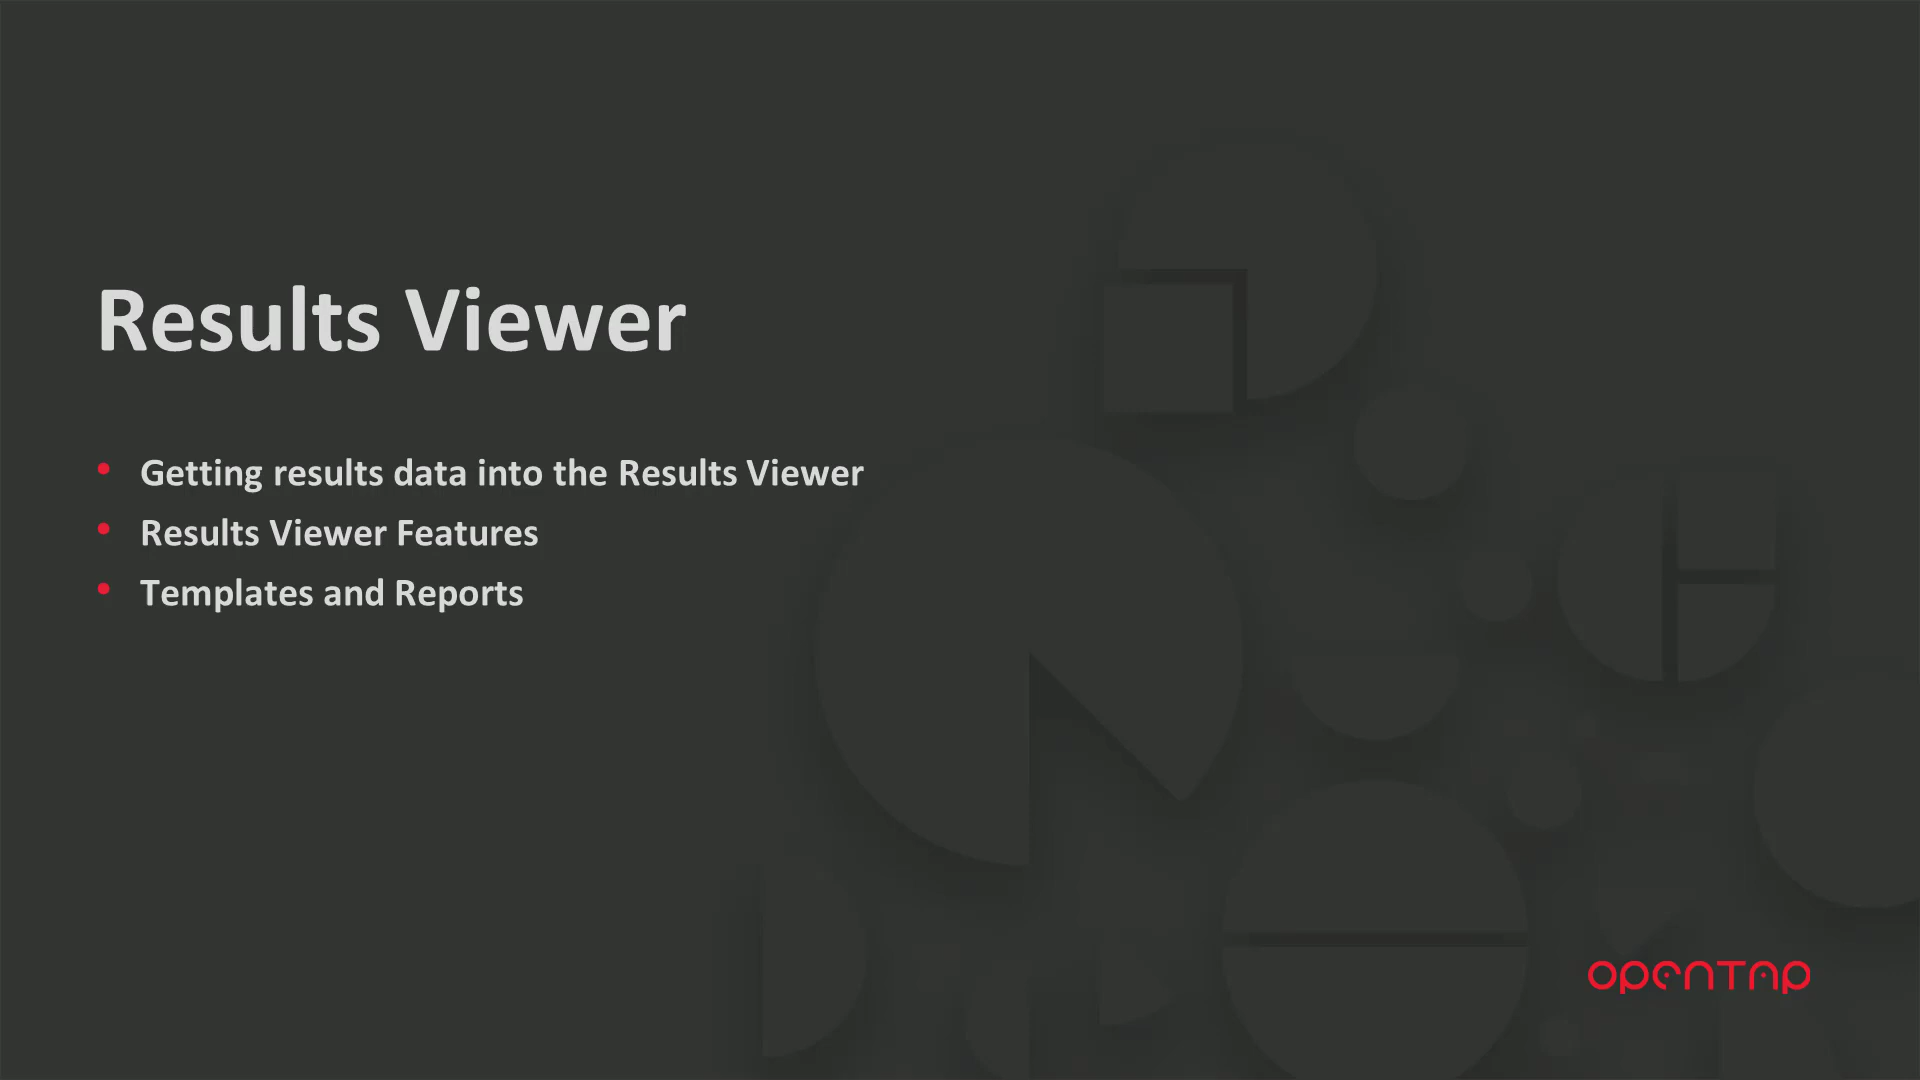 Results Viewer
• Getting results data into the Results Viewer
• Results Viewer Features
• Templates and Reports
OPENTAP